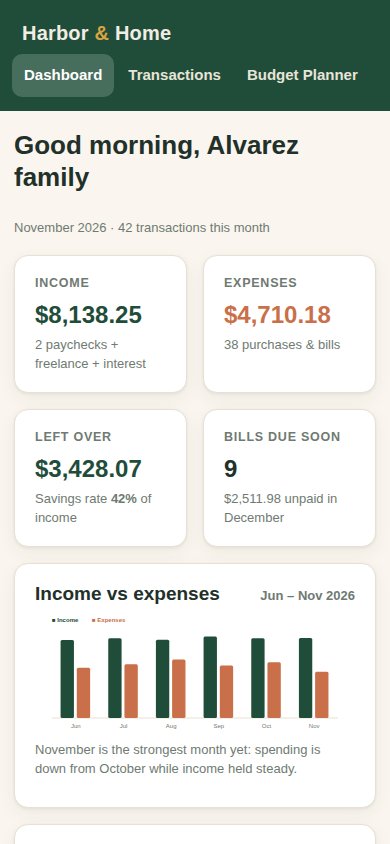 Harbor & Home
Dashboard Transactions Budget Planner
Good morning, Alvarez
family
November 2026 · 42 transactions this month
INCOME
$8,138.25
2 paychecks +
freelance + interest
EXPENSES
$4,710.18
38 purchases & bills
LEFT OVER
$3,428.07
Savings rate 42% of
income
BILLS DUE SOON
9
$2,511.98 unpaid in
December
Income vs expenses
Jun – Nov 2026
Income Expenses
Jun Jul Aug Sep Oct Nov
November is the strongest month yet: spending is
down from October while income held steady.